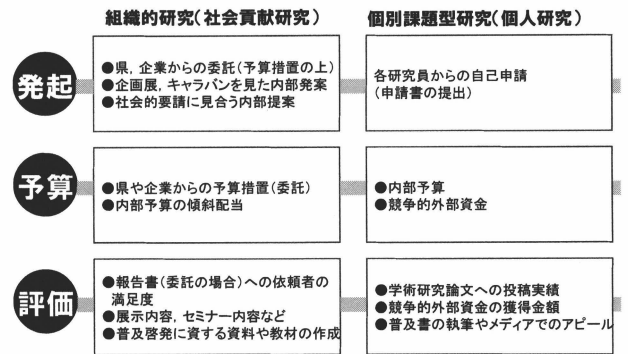 組織的研究(社会貢献研究)
個別課題型研究(個人研究)
発起
●県,企業からの委託(予算措置の上)
●企画展,キャラバンを見た内部発案
●社会的要請に見合う内部提案
各研究員からの自己申請
(申請書の提出)
予算
●県や企業からの予算措置(委託)
●内部予算の傾斜配当
●内部予算
●競争的外部資金
評価
●報告書(委託の場合)への依頼者の
満足度
●展示内容,セミナー内容など
●普及啓発に資する資料や教材の作成
●学術研究論文への投稿実績
●競争的外部資金の獲得金額
●普及書の執筆やメディアでのアピール